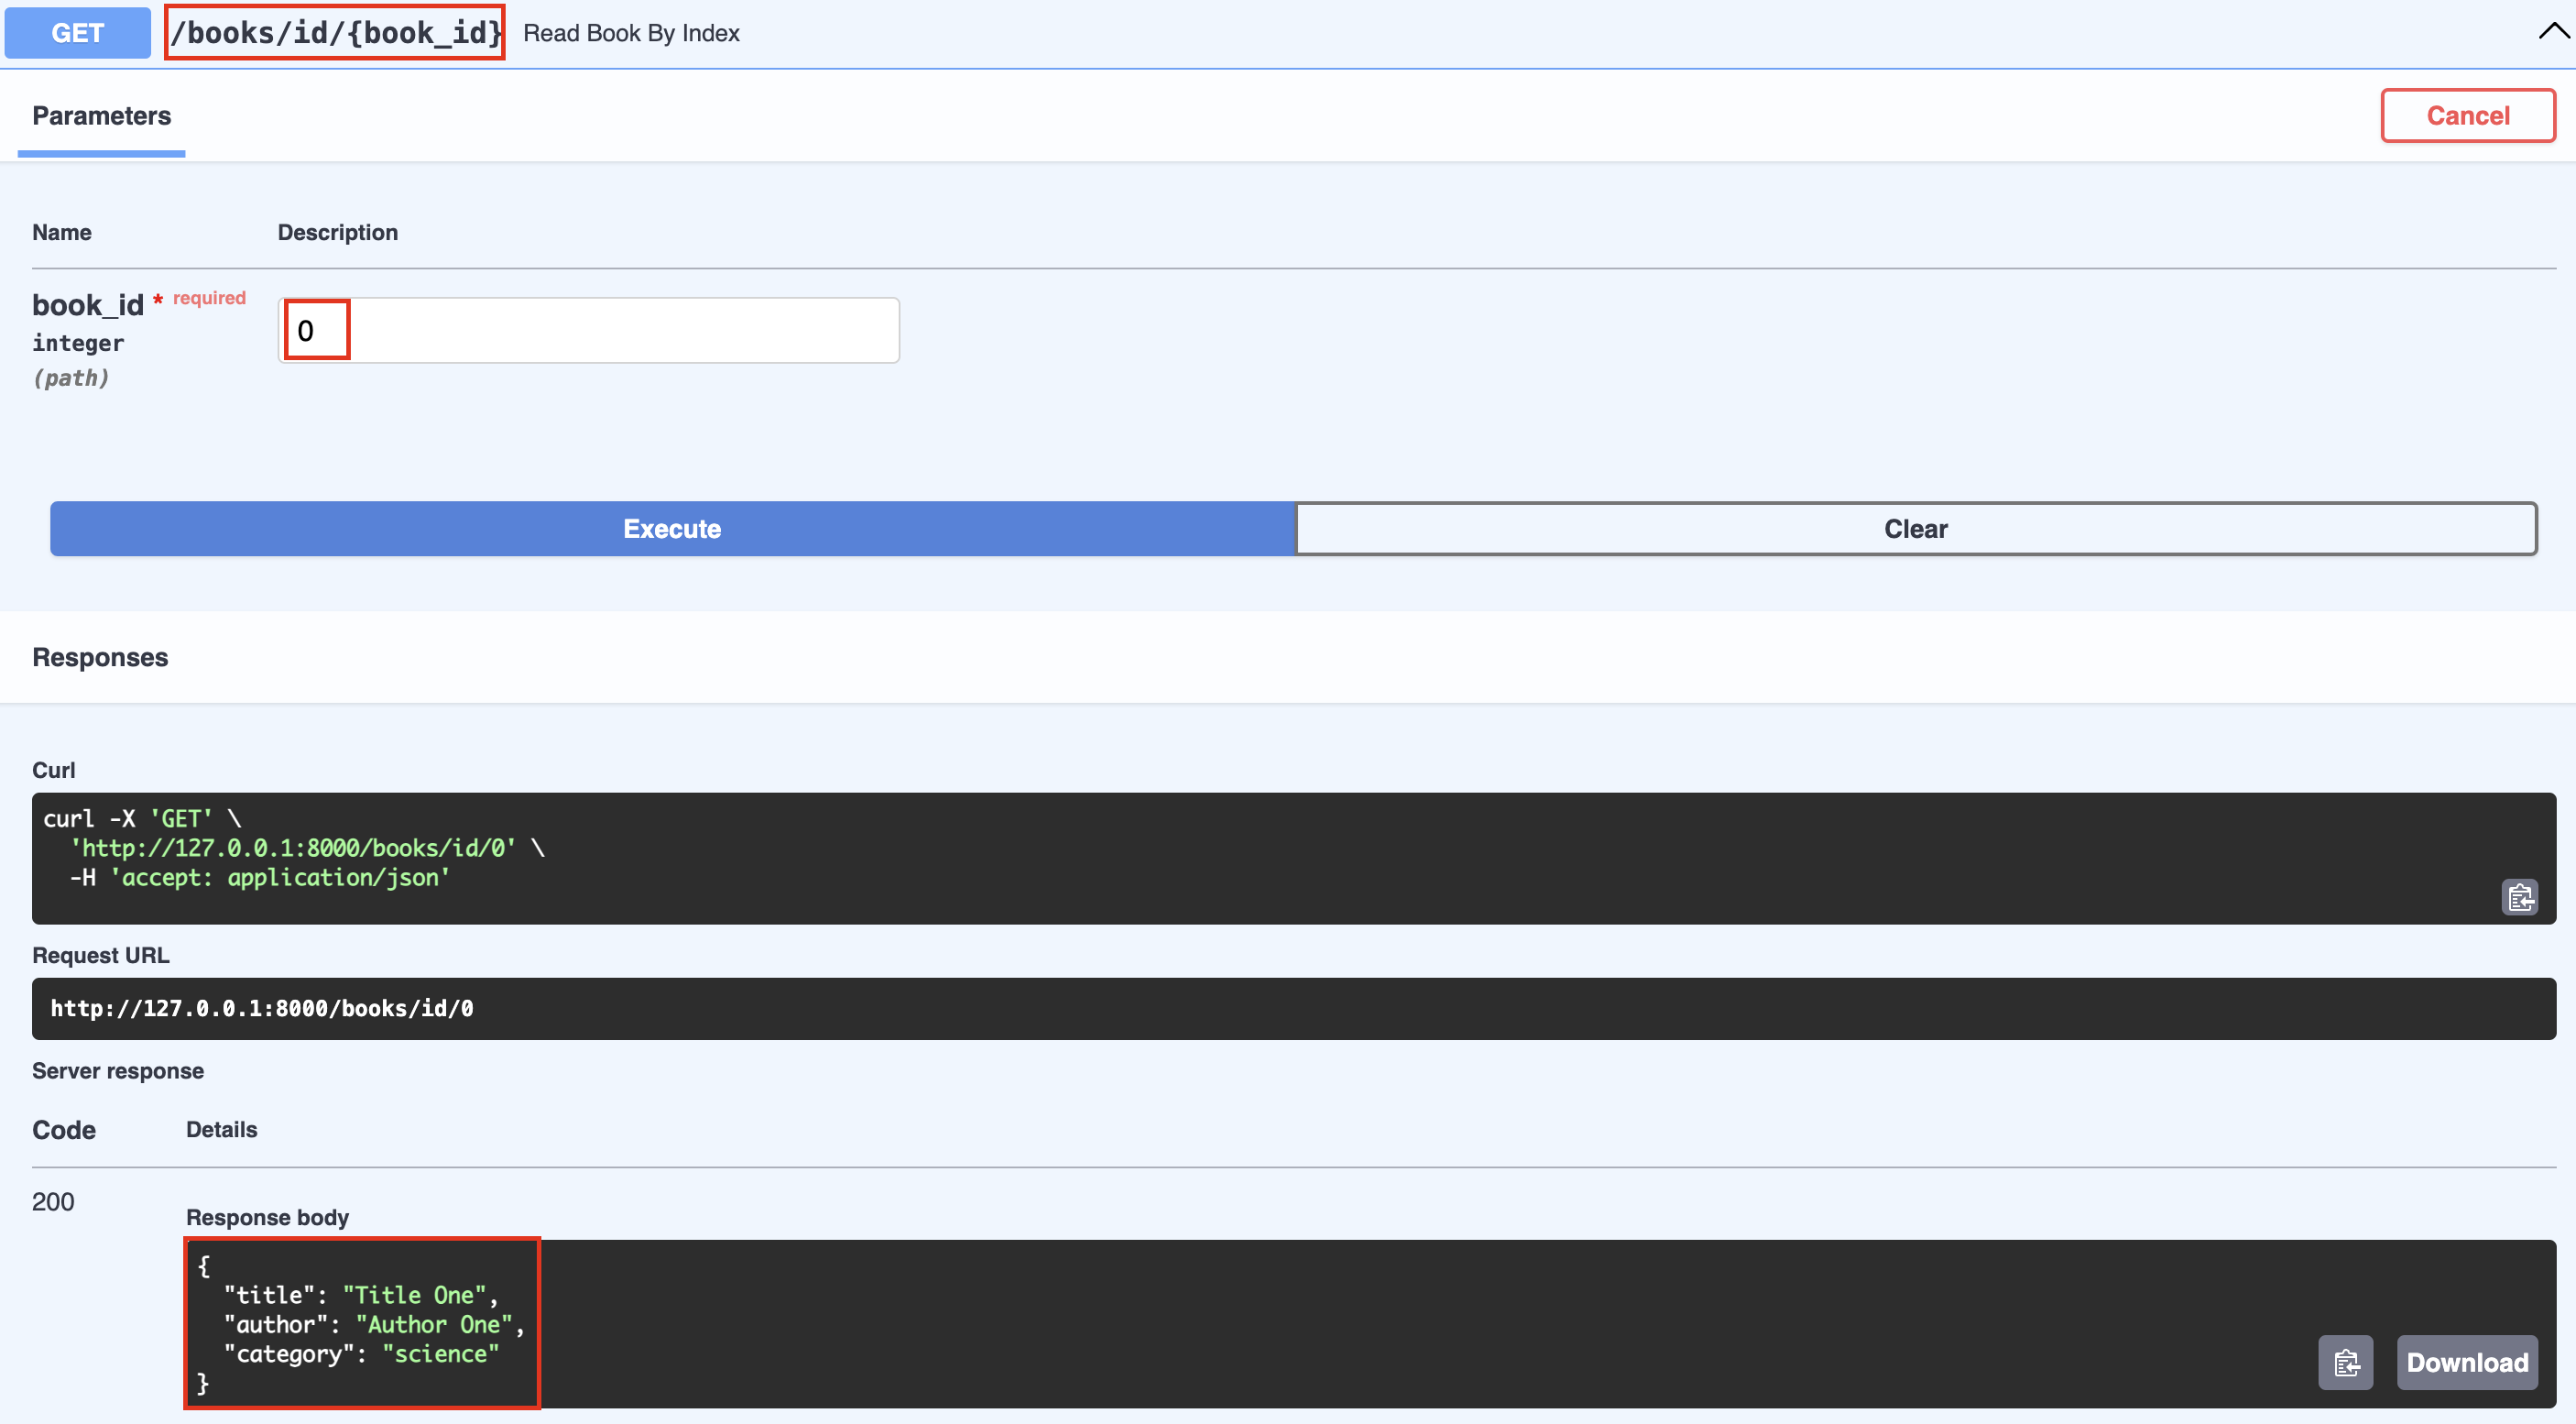 GET /books/id/{book_id} Read Book By Index
Parameters
Cancel
Name Description
book_id * required
integer
(path)
0
Execute
Clear
Responses
Curl
curl -X 'GET' \
  'http://127.0.0.1:8000/books/id/0' \
  -H 'accept: application/json'
Request URL
http://127.0.0.1:8000/books/id/0
Server response
Code Details
200
Response body
{
  "title": "Title One",
  "author": "Author One",
  "category": "science"
}
Download